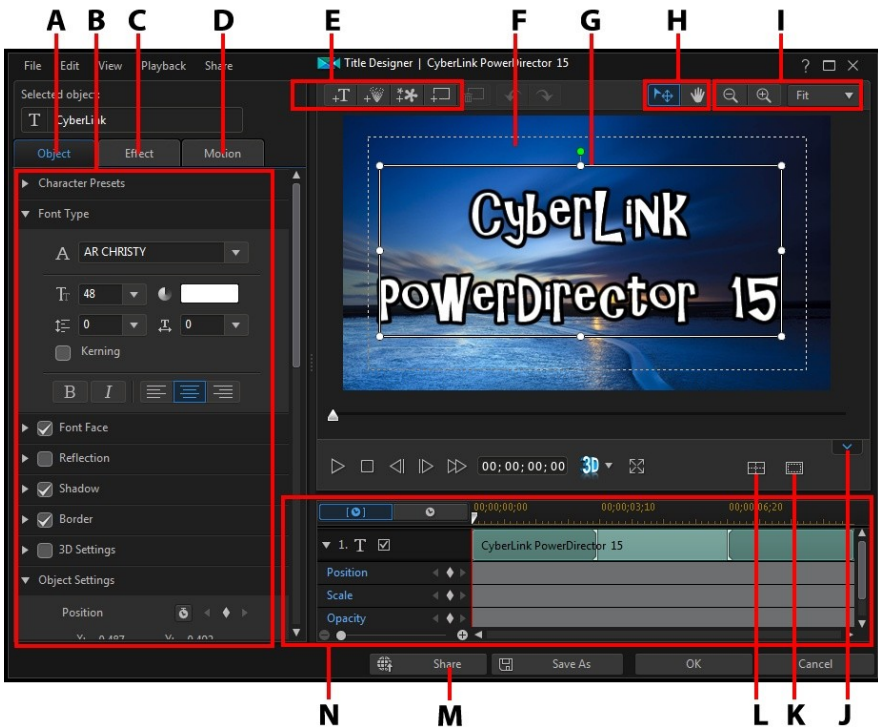 A B C D E F G H I
File Edit View Playback Share Title Designer | CyberLink PowerDirector 15 ?
Selected object:
T CyberLink
+T Fit
Object Effect Motion
Character Presets
Font Type
A AR CHRISTY
48
0 0
Kerning
B I
Font Face
Reflection
Shadow
Border
3D Settings
Object Settings
Position
CyberLink
PowerDirector 15
00;00;00;00 3D
00;00;00;00 00;00;03;10 00;00;06;20
1. T CyberLink PowerDirector 15
Position
Scale
Opacity
Share Save As OK Cancel
N M L K J